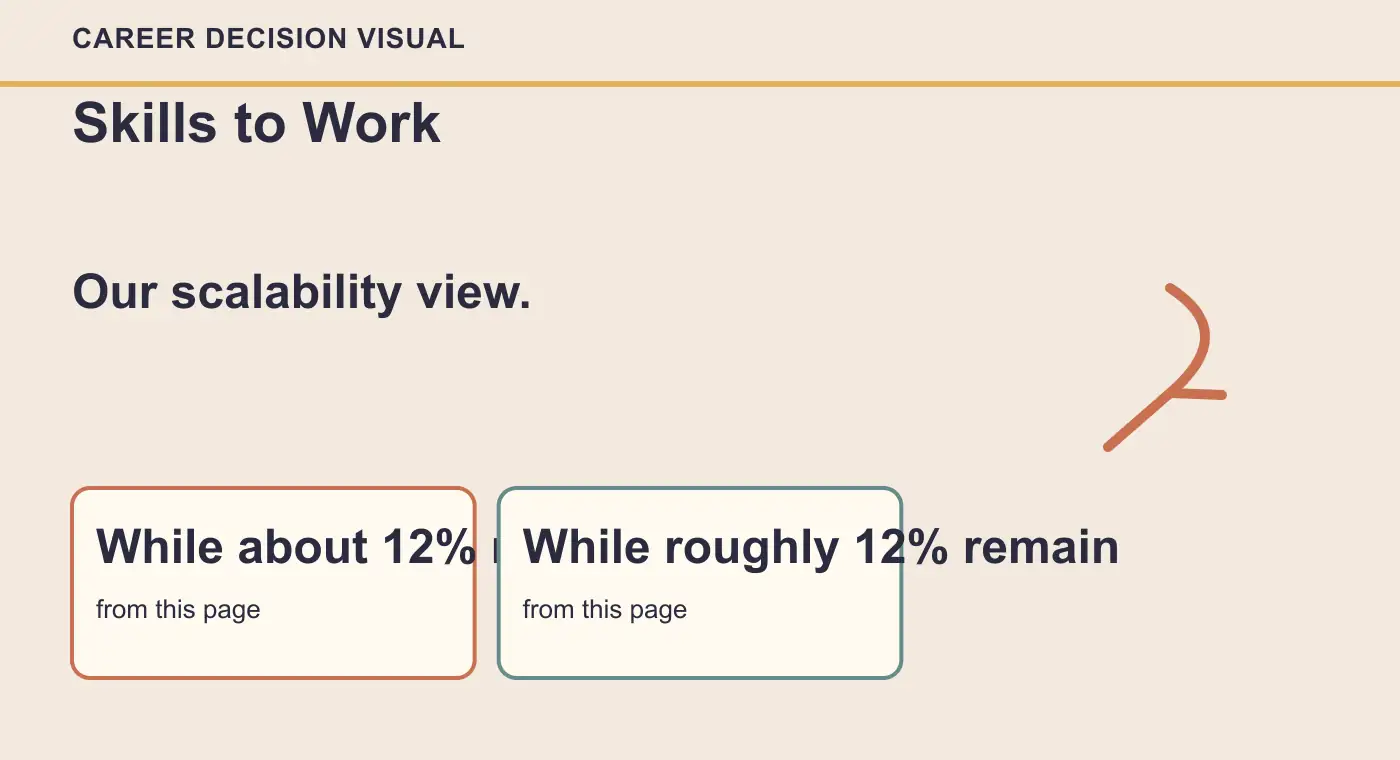 CAREER DECISION VISUAL
Skills to Work
Our scalability view.
While about 12%
from this page
While roughly 12% remain
from this page